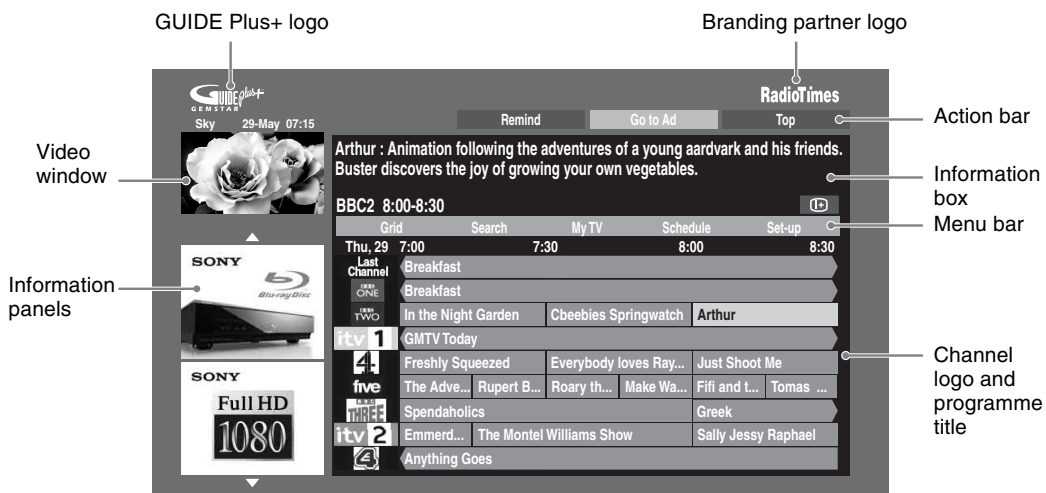 GUIDE Plus+ logo
Branding partner logo
GUIDE plus+
GEMSTAR
RadioTimes
Sky 29-May 07:15
Remind Go to Ad Top
Action bar
Video
window
Arthur : Animation following the adventures of a young aardvark and his friends.
Buster discovers the joy of growing your own vegetables.
BBC2 8:00-8:30
Information
box
Grid Search My TV Schedule Set-up
Menu bar
Thu, 29 7:00 7:30 8:00 8:30
Information
panels
SONY
Blu-ray Disc
SONY
Full HD
1080
Last
Channel
Breakfast
BBC
ONE
Breakfast
BBC
TWO
In the Night Garden Cbeebies Springwatch Arthur
itv 1
GMTV Today
4
Freshly Squeezed Everybody loves Ray... Just Shoot Me
five
The Adve... Rupert B... Roary th... Make Wa... Fifi and t... Tomas ...
BBC
THREE
Spendaholics Greek
itv 2
Emmerd... The Montel Williams Show Sally Jessy Raphael
4
Anything Goes
Channel
logo and
programme
title